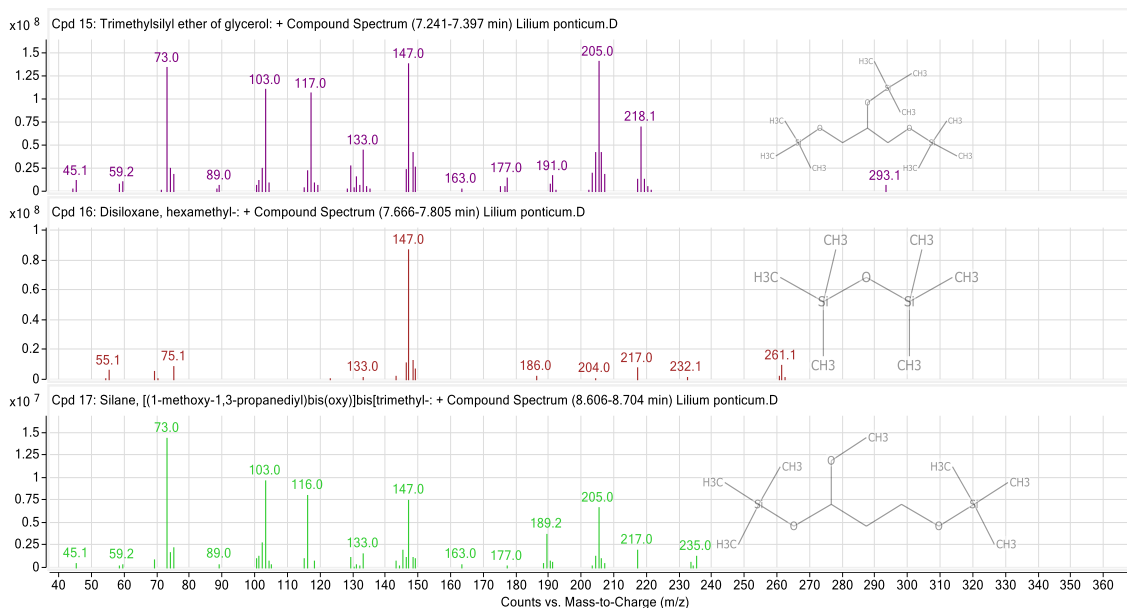 x10 8 Cpd 15: Trimethylsilyl ether of glycerol: + Compound Spectrum (7.241-7.397 min) Lilium ponticum.D
1.5
1.25
1
0.75
0.5
0.25
0
45.1 59.2 73.0 89.0 103.0 117.0 133.0 147.0 163.0 177.0 191.0 205.0 218.1 293.1
H3C CH3
Si
CH3
O
H3C O O CH3
Si Si
H3C CH3
CH3 H3C
x10 8 Cpd 16: Disiloxane, hexamethyl-: + Compound Spectrum (7.666-7.805 min) Lilium ponticum.D
1
0.8
0.6
0.4
0.2
0
55.1 75.1 133.0 147.0 186.0 204.0 217.0 232.1 261.1
CH3 CH3
H3C O CH3
Si Si
CH3 CH3
x10 7 Cpd 17: Silane, [(1-methoxy-1,3-propanediyl)bis(oxy)]bis[trimethyl-: + Compound Spectrum (8.606-8.704 min) Lilium ponticum.D
1.5
1.25
1
0.75
0.5
0.25
0
45.1 59.2 73.0 89.0 103.0 116.0 133.0 147.0 163.0 177.0 189.2 205.0 217.0 235.0
CH3
O
CH3 H3C
H3C CH3
Si Si
O O
H3C CH3
40 50 60 70 80 90 100 110 120 130 140 150 160 170 180 190 200 210 220 230 240 250 260 270 280 290 300 310 320 330 340 350 360
Counts vs. Mass-to-Charge (m/z)